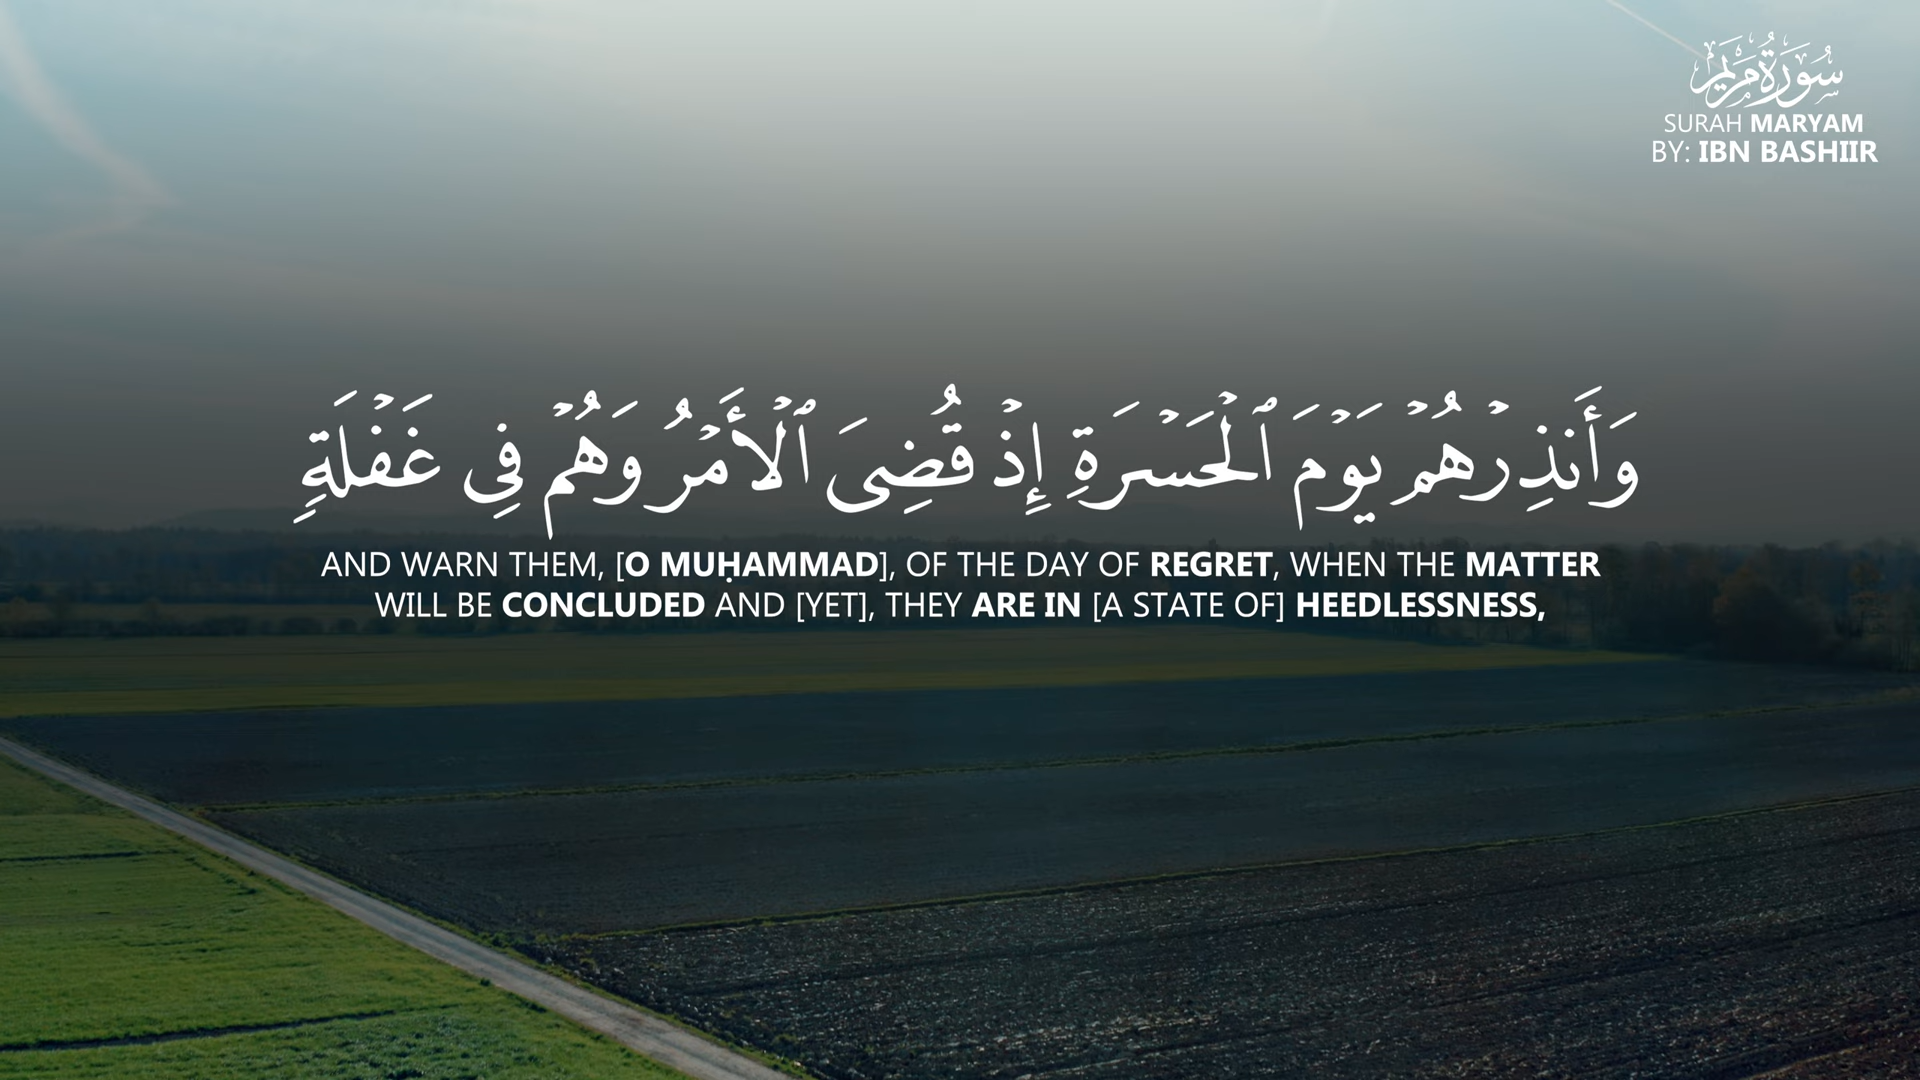 سُورَةُ مَرْيَم
SURAH MARYAM
BY: IBN BASHIIR
وَأَنذِرْهُمْ يَوْمَ ٱلْحَسْرَةِ إِذْ قُضِىَ ٱلْأَمْرُ وَهُمْ فِى غَفْلَةٍ
AND WARN THEM, [O MUḤAMMAD], OF THE DAY OF REGRET, WHEN THE MATTER
WILL BE CONCLUDED AND [YET], THEY ARE IN [A STATE OF] HEEDLESSNESS,